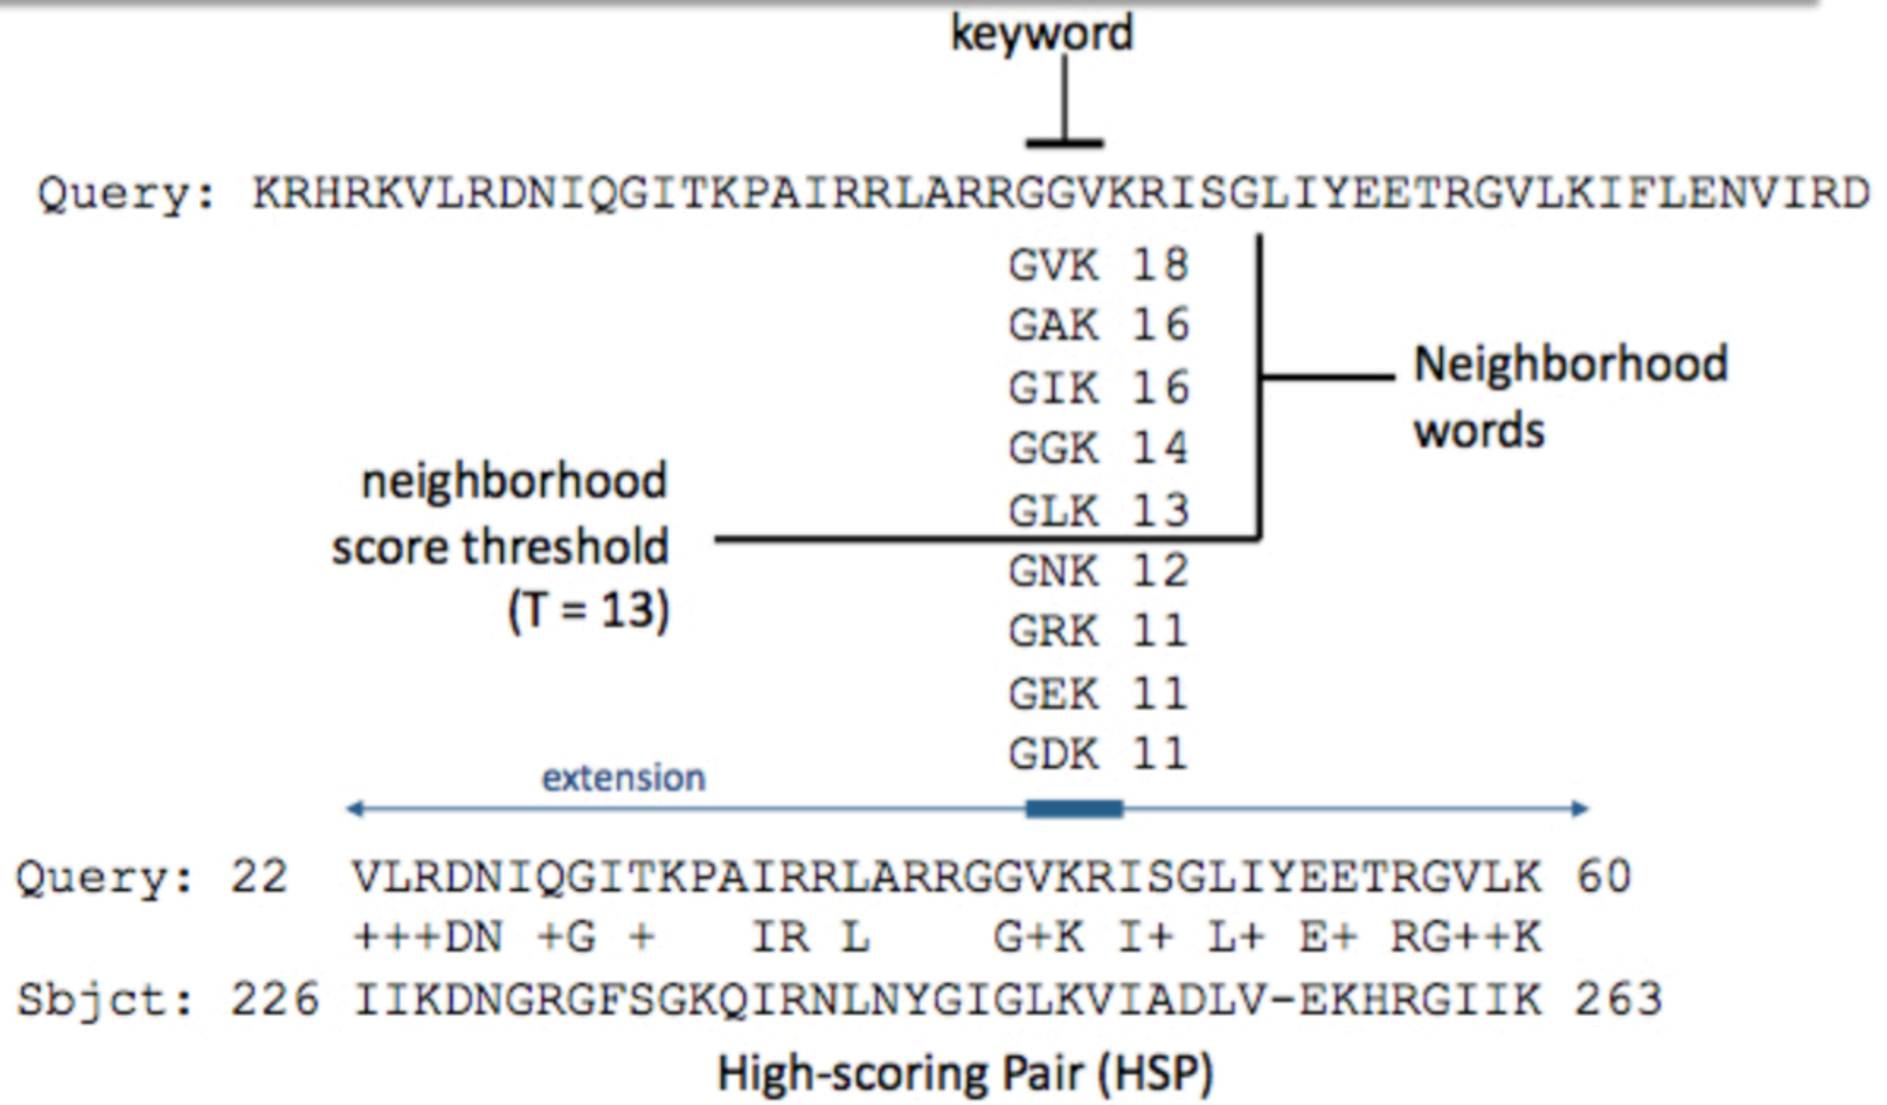 keyword
Query: KRHRKVLRDNIQGITKPAIRRLARRGGVKRISGLIYEETRGVLKIFLENVIRD
GVK 18
GAK 16
GIK 16
GGK 14
GLK 13
GNK 12
GRK 11
GEK 11
GDK 11
Neighborhood
words
neighborhood
score threshold
(T = 13)
extension
Query: 22 VLRDNIQGITKPAIRRLARRGGVKRISGLIYEETRGVLK 60
+++DN +G + IR L G+K I+ L+ E+ RG++K
Sbjct: 226 IIKDNGRGFSGKQIRNLNYGIGLKVIADLV-EKHRGIIK 263
High-scoring Pair (HSP)